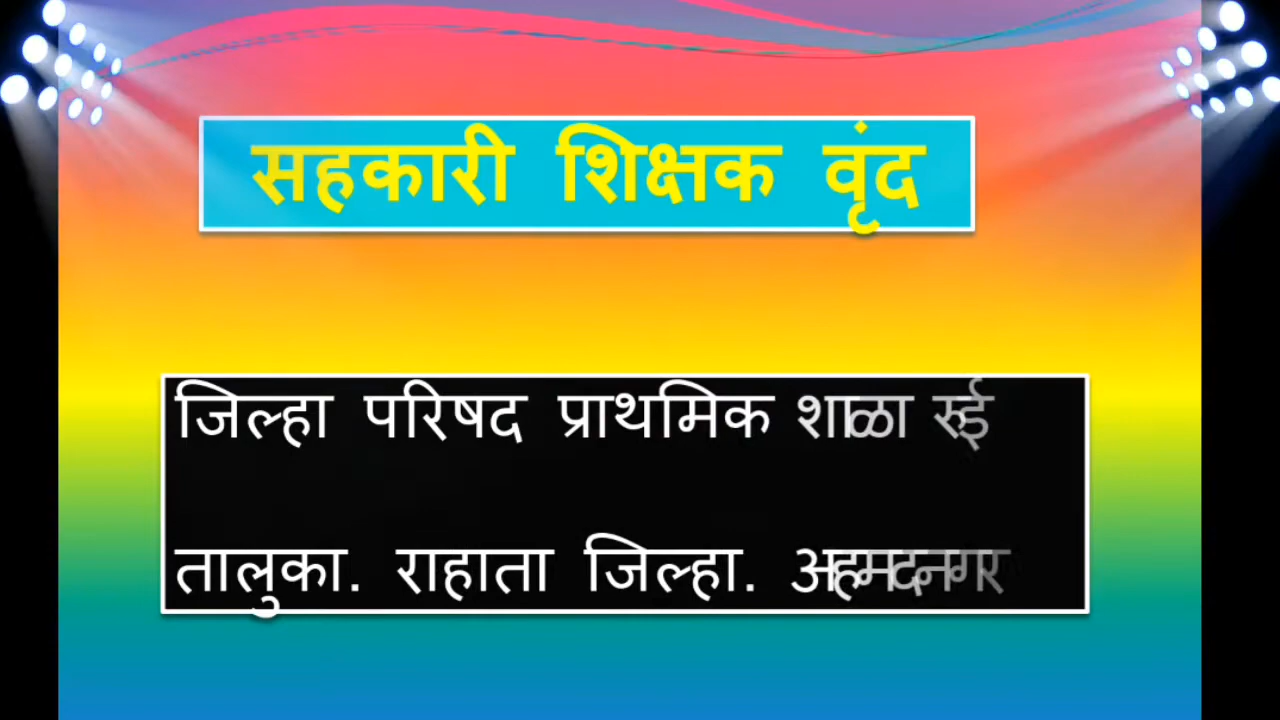 सहकारी शिक्षक वृंद
जिल्हा परिषद प्राथमिक शाळा रुई
तालुका. राहाता जिल्हा. अहमदनगर